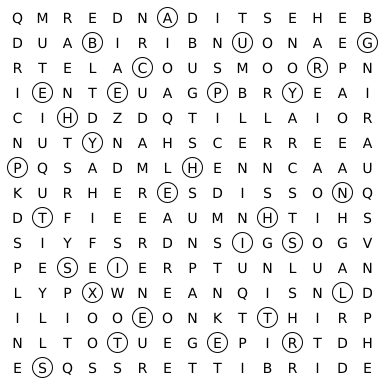 Q M R E D N A D I T S E H E B
D U A B I R I B N U O N A E G
R T E L A C O U S M O O R P N
I E N T E U A G P B R Y E A I
C I H D Z D Q T I L L A I O R
N U T Y N A H S C E R R E E A
P Q S A D M L H E N N C A A U
K U R H E R E S D I S S O N Q
D T F I E E A U M N H T I H S
S I Y F S R D N S I G S O G V
P E S E I E R P T U N L U A N
L Y P X W N E A N Q I S N L D
I L I O O E O N K T T H I R P
N L T O T U E G E P I R T D H
E S Q S S R E T T I B R I D E